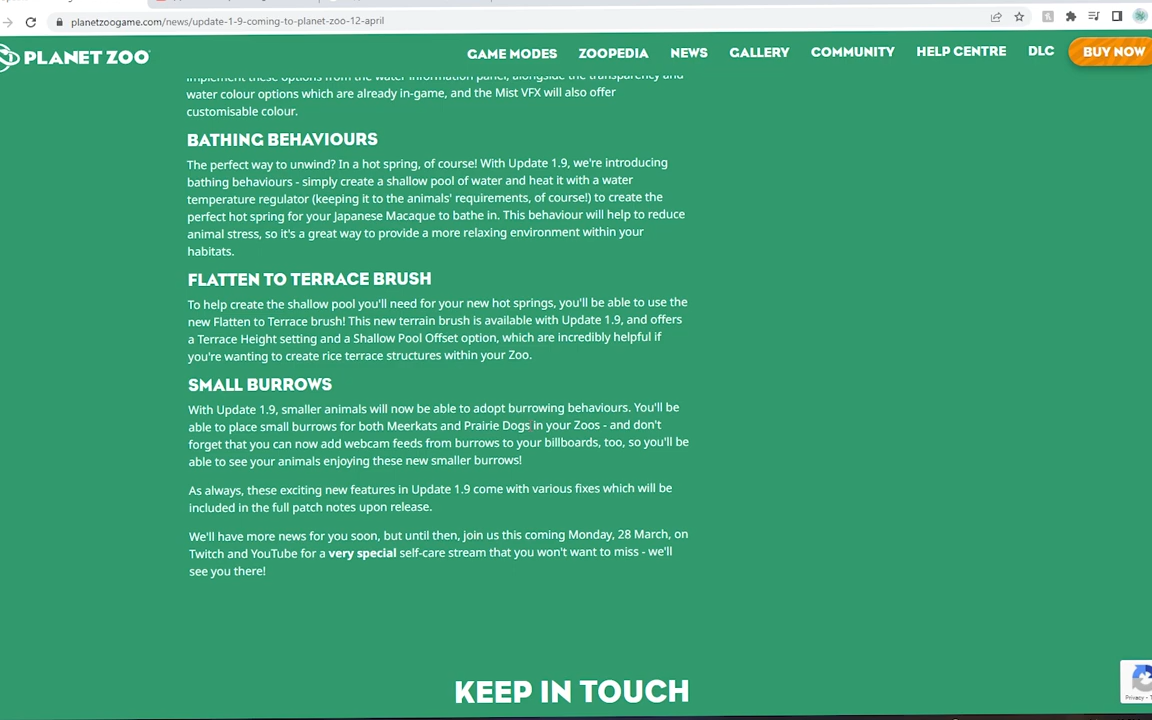 planetzoogame.com/news/update-1-9-coming-to-planet-zoo-12-april
PLANET ZOO
GAME MODES
ZOOPEDIA
NEWS
GALLERY
COMMUNITY
HELP CENTRE
DLC
BUY NOW
implement these options from the water information panel, alongside the transparency and
water colour options which are already in-game, and the Mist VFX will also offer
customisable colour.
BATHING BEHAVIOURS
The perfect way to unwind? In a hot spring, of course! With Update 1.9, we're introducing
bathing behaviours - simply create a shallow pool of water and heat it with a water
temperature regulator (keeping it to the animals' requirements, of course!) to create the
perfect hot spring for your Japanese Macaque to bathe in. This behaviour will help to reduce
animal stress, so it's a great way to provide a more relaxing environment within your
habitats.
FLATTEN TO TERRACE BRUSH
To help create the shallow pool you'll need for your new hot springs, you'll be able to use the
new Flatten to Terrace brush! This new terrain brush is available with Update 1.9, and offers
a Terrace Height setting and a Shallow Pool Offset option, which are incredibly helpful if
you're wanting to create rice terrace structures within your Zoo.
SMALL BURROWS
With Update 1.9, smaller animals will now be able to adopt burrowing behaviours. You'll be
able to place small burrows for both Meerkats and Prairie Dogs in your Zoos - and don't
forget that you can now add webcam feeds from burrows to your billboards, too, so you'll be
able to see your animals enjoying these new smaller burrows!
As always, these exciting new features in Update 1.9 come with various fixes which will be
included in the full patch notes upon release.
We'll have more news for you soon, but until then, join us this coming Monday, 28 March, on
Twitch and YouTube for a very special self-care stream that you won't want to miss - we'll
see you there!
KEEP IN TOUCH
Privacy - T